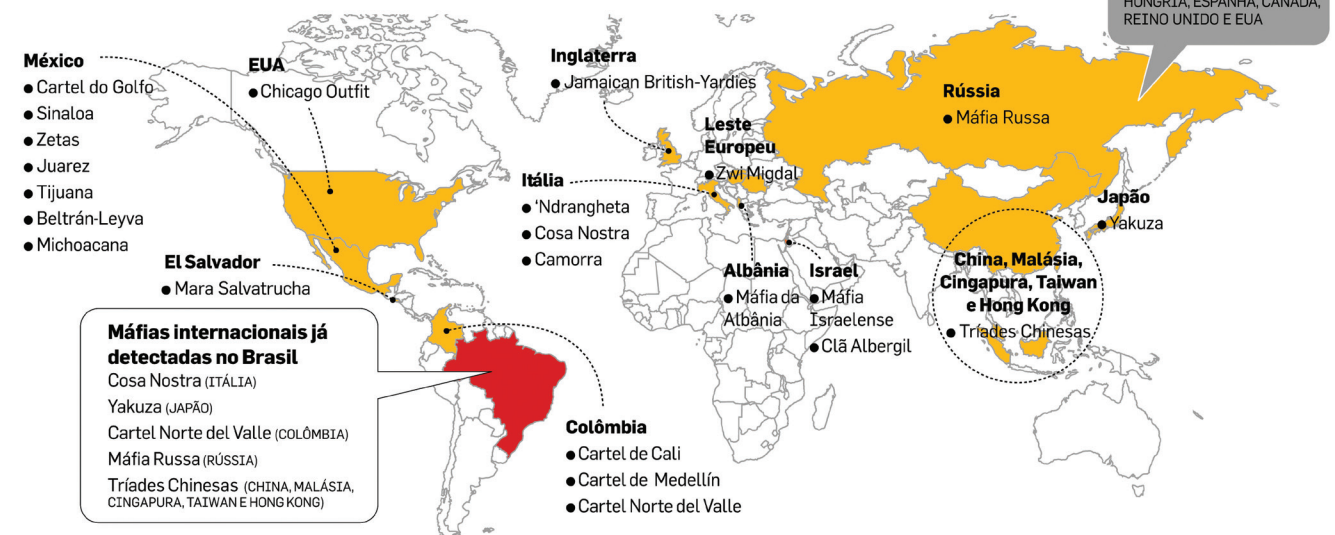 HUNGRIA, ESPANHA, CANADÁ,
REINO UNIDO E EUA
México
Cartel do Golfo
Sinaloa
Zetas
Juarez
Tijuana
Beltrán-Leyva
Michoacana
EUA
Chicago Outfit
Inglaterra
Jamaican British-Yardies
Rússia
Máfia Russa
Leste
Europeu
Zwi Migdal
Itália
‘Ndrangheta
Cosa Nostra
Camorra
Japão
Yakuza
El Salvador
Mara Salvatrucha
Albânia
Máfia da
Albânia
Israel
Máfia
Israelense
Clã Albergil
China, Malásia,
Cingapura, Taiwan
e Hong Kong
Tríades Chinesas
Máfias internacionais já
detectadas no Brasil
Cosa Nostra (ITÁLIA)
Yakuza (JAPÃO)
Cartel Norte del Valle (COLÔMBIA)
Máfia Russa (RÚSSIA)
Tríades Chinesas (CHINA, MALÁSIA,
CINGAPURA, TAIWAN E HONG KONG)
Colômbia
Cartel de Cali
Cartel de Medellín
Cartel Norte del Valle